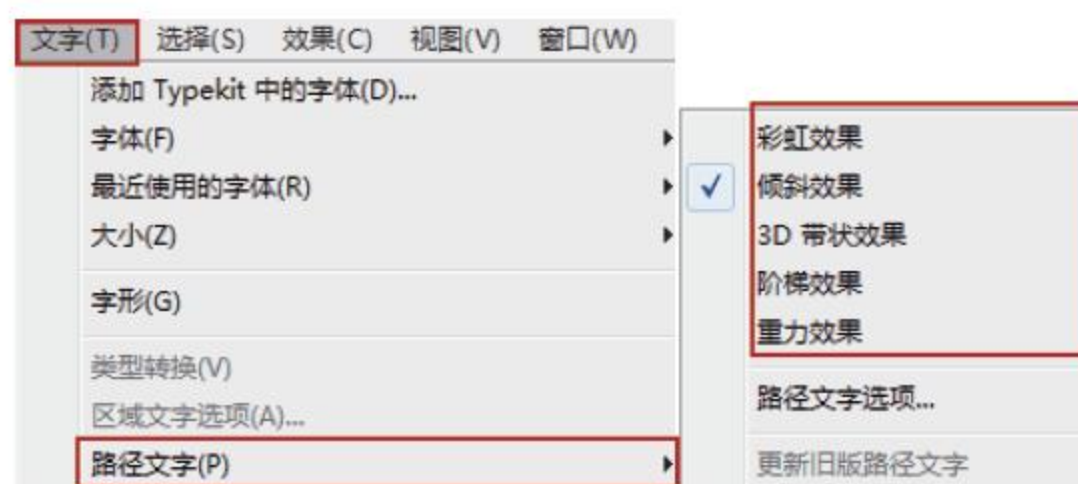 文字(T) 选择(S) 效果(C) 视图(V) 窗口(W)
添加 Typekit 中的字体(D)...
字体(F)
最近使用的字体(R)
大小(Z)
字形(G)
类型转换(V)
区域文字选项(A)...
路径文字(P)
彩虹效果
倾斜效果
3D 带状效果
阶梯效果
重力效果
路径文字选项...
更新旧版路径文字